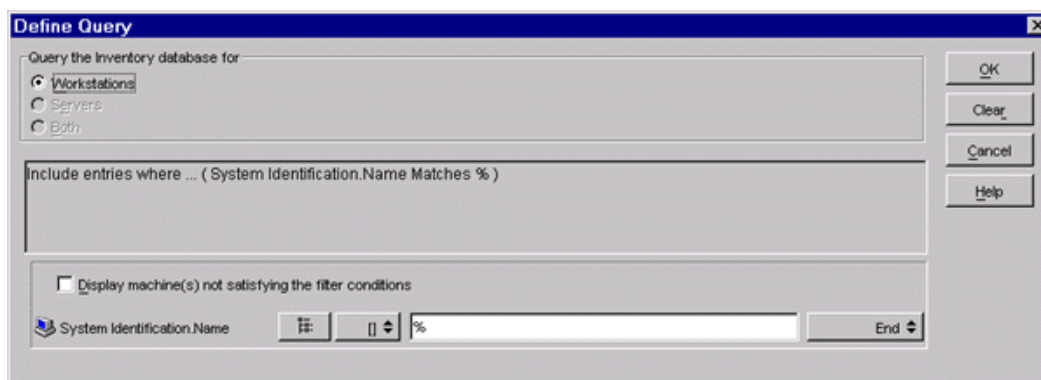 Define Query
Query the Inventory database for
Workstations
Servers
Both
OK
Clear
Cancel
Help
Include entries where ... ( System Identification.Name Matches % )
Display machine(s) not satisfying the filter conditions
System Identification.Name [] % End